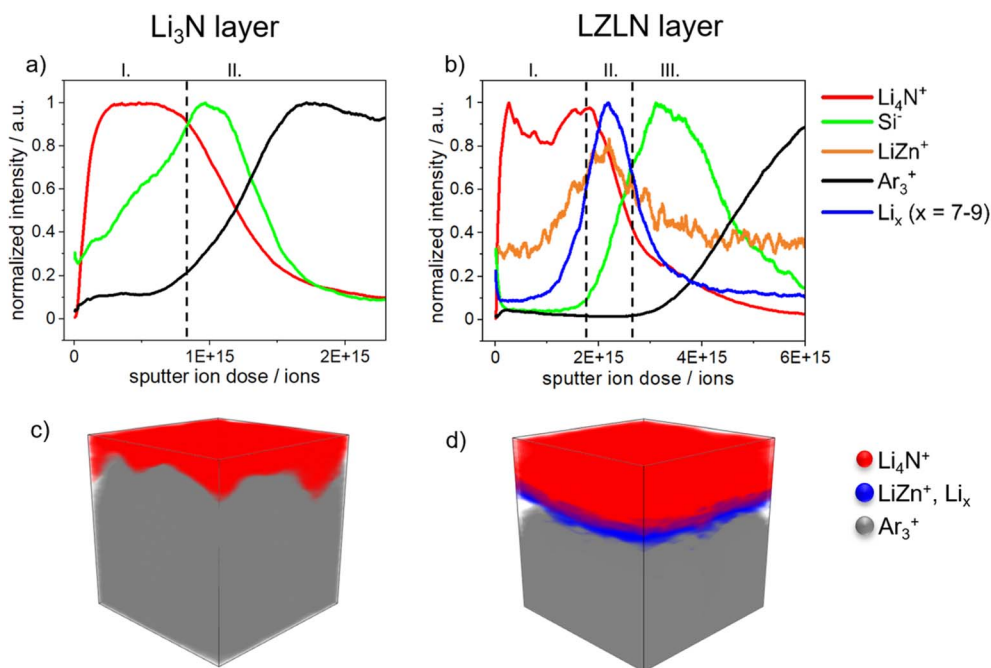 Li₃N layer
LZLN layer
a)
I.
II.
normalized intensity / a.u.
1
0.8
0.6
0.4
0.2
0
0
1E+15
2E+15
sputter ion dose / ions
b)
I.
II.
III.
normalized intensity / a.u.
1
0.8
0.6
0.4
0.2
0
0
2E+15
4E+15
6E+15
sputter ion dose / ions
Li₄N⁺
Si⁻
LiZn⁺
Ar₃⁺
Liₓ (x = 7-9)
c)
d)
Li₄N⁺
LiZn⁺, Liₓ
Ar₃⁺